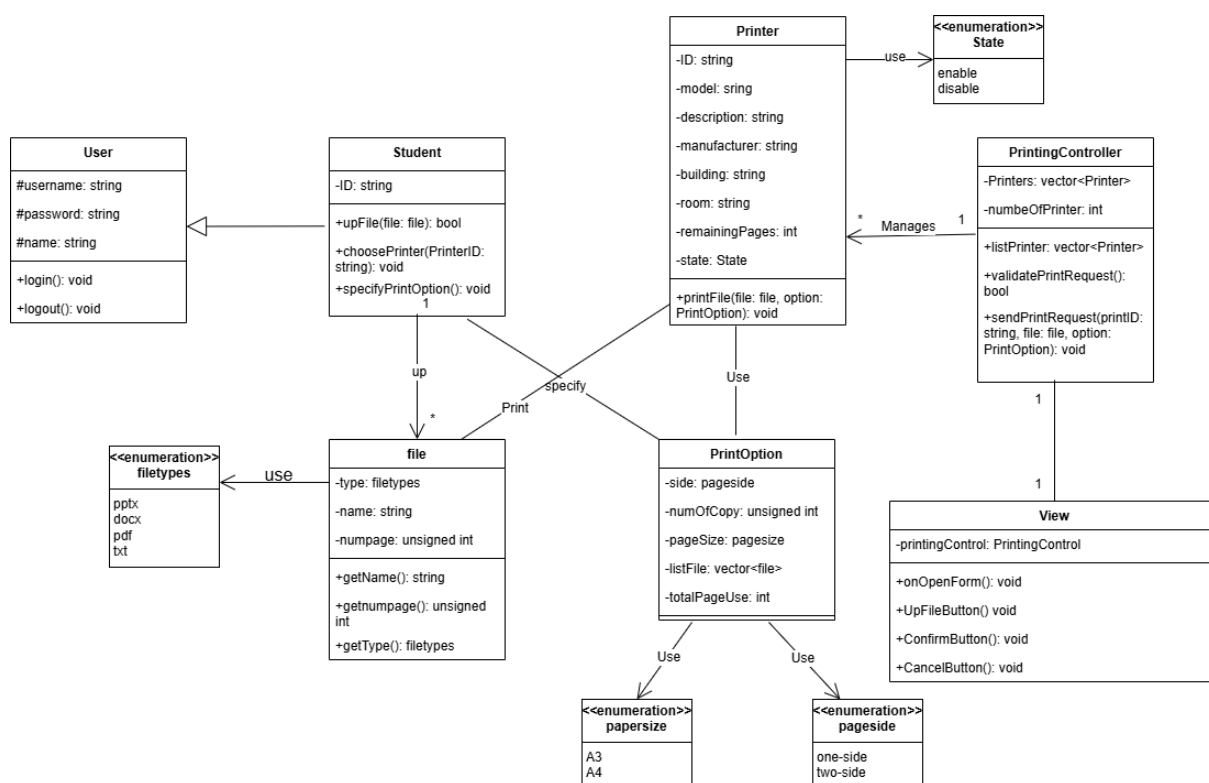 Printer
-ID: string
-model: sring
-description: string
-manufacturer: string
-building: string
-room: string
-remainingPages: int
-state: State
+printFile(file: file, option:
PrintOption): void
use
<<enumeration>>
State
enable
disable
User
#username: string
#password: string
#name: string
+login(): void
+logout(): void
Student
-ID: string
+upFile(file: file): bool
+choosePrinter(PrinterID:
string): void
+specifyPrintOption(): void
1
PrintingController
-Printers: vector<Printer>
-numbeOfPrinter: int
+listPrinter: vector<Printer>
+validatePrintRequest():
bool
+sendPrintRequest(printID:
string, file: file, option:
PrintOption): void
*
Manages
1
up
*
Print
specify
Use
1
1
<<enumeration>>
filetypes
pptx
docx
pdf
txt
use
file
-type: filetypes
-name: string
-numpage: unsigned int
+getName(): string
+getnumpage(): unsigned
int
+getType(): filetypes
PrintOption
-side: pageside
-numOfCopy: unsigned int
-pageSize: pagesize
-listFile: vector<file>
-totalPageUse: int
View
-printingControl: PrintingControl
+onOpenForm(): void
+UpFileButton() void
+ConfirmButton(): void
+CancelButton(): void
Use
Use
<<enumeration>>
papersize
A3
A4
<<enumeration>>
pageside
one-side
two-side